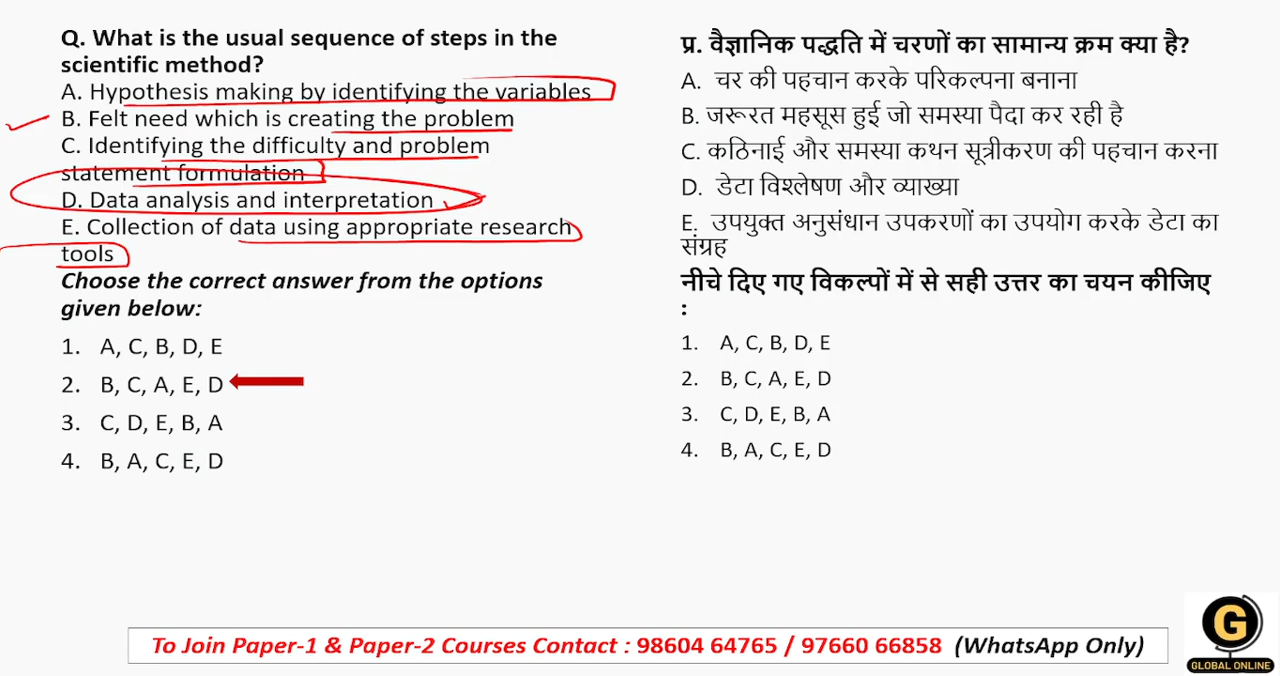 Q. What is the usual sequence of steps in the
scientific method?
A. Hypothesis making by identifying the variables
B. Felt need which is creating the problem
C. Identifying the difficulty and problem
statement formulation
D. Data analysis and interpretation
E. Collection of data using appropriate research
tools
Choose the correct answer from the options
given below:
1. A, C, B, D, E
2. B, C, A, E, D
3. C, D, E, B, A
4. B, A, C, E, D
प्र. वैज्ञानिक पद्धति में चरणों का सामान्य क्रम क्या है?
A. चर की पहचान करके परिकल्पना बनाना
B. जरूरत महसूस हुई जो समस्या पैदा कर रही है
C. कठिनाई और समस्या कथन सूत्रीकरण की पहचान करना
D. डेटा विश्लेषण और व्याख्या
E. उपयुक्त अनुसंधान उपकरणों का उपयोग करके डेटा का
संग्रह
नीचे दिए गए विकल्पों में से सही उत्तर का चयन कीजिए
:
1. A, C, B, D, E
2. B, C, A, E, D
3. C, D, E, B, A
4. B, A, C, E, D
To Join Paper-1 & Paper-2 Courses Contact : 98604 64765 / 97660 66858 (WhatsApp Only)
G
GLOBAL ONLINE